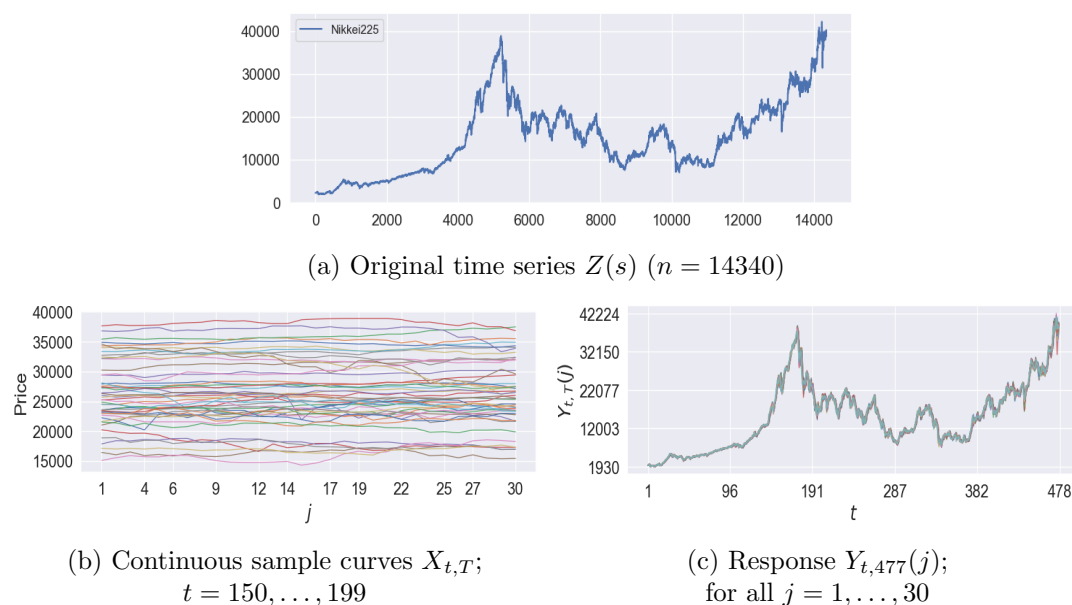 Nikkei225
40000
30000
20000
10000
0
0 2000 4000 6000 8000 10000 12000 14000
(a) Original time series Z(s) (n = 14340)
40000
35000
30000
25000
20000
15000
Price
1 4 6 9 12 14 17 19 22 25 27 30
j
(b) Continuous sample curves X_{t,T};
t = 150, . . . , 199
42224
32150
22077
12003
1930
Y_{t, T}(j)
1 96 191 287 382 478
t
(c) Response Y_{t,477}(j);
for all j = 1, . . . , 30